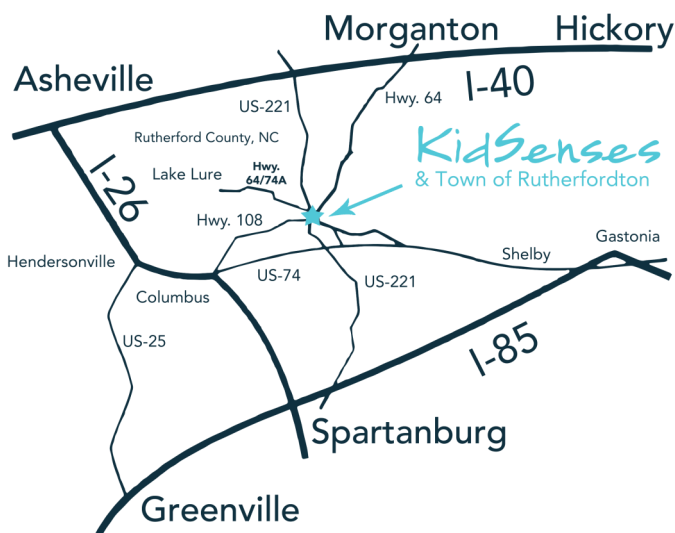 Morganton
Hickory
Asheville
I-40
US-221
Hwy. 64
Rutherford County, NC
KidSenses
& Town of Rutherfordton
Lake Lure
Hwy.
64/74A
I-26
Hwy. 108
Gastonia
Hendersonville
Shelby
Columbus
US-74
US-221
US-25
I-85
Spartanburg
Greenville